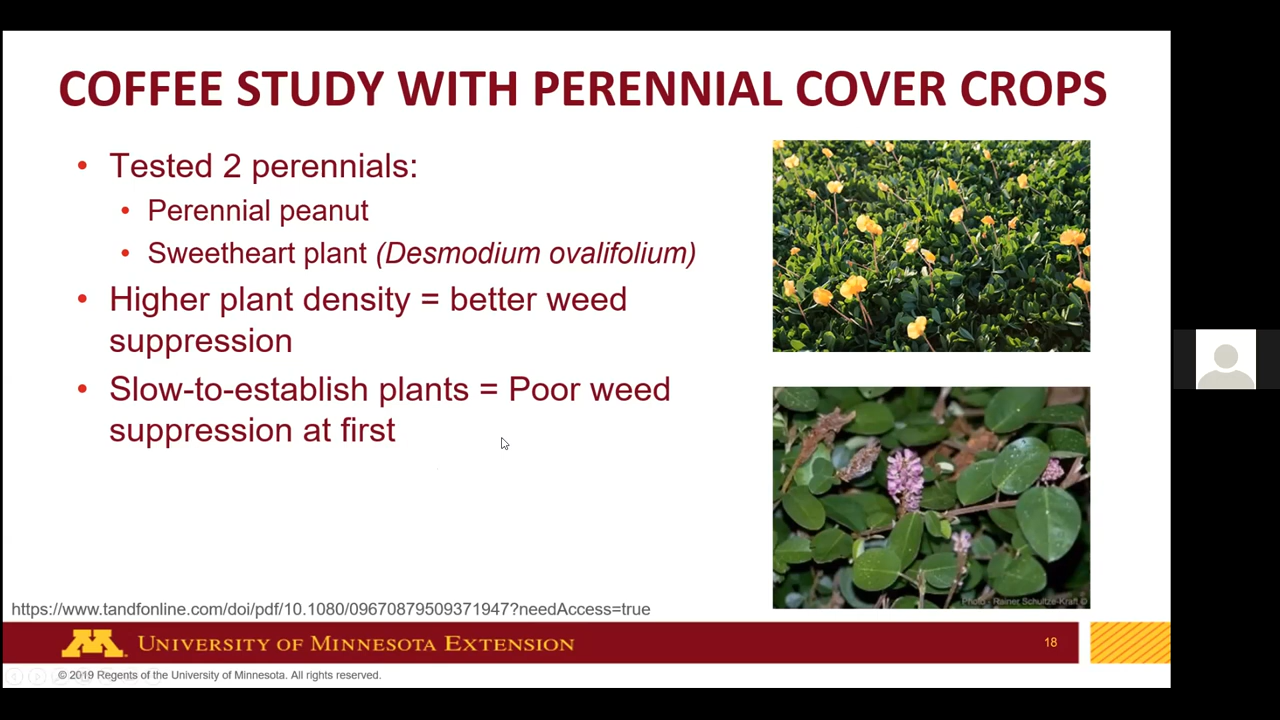 COFFEE STUDY WITH PERENNIAL COVER CROPS
• Tested 2 perennials:
• Perennial peanut
• Sweetheart plant (Desmodium ovalifolium)
• Higher plant density = better weed
suppression
• Slow-to-establish plants = Poor weed
suppression at first
Photo - Rainer Schultze-Kraft ©
https://www.tandfonline.com/doi/pdf/10.1080/09670879509371947?needAccess=true
M UNIVERSITY OF MINNESOTA EXTENSION
18
© 2019 Regents of the University of Minnesota. All rights reserved.